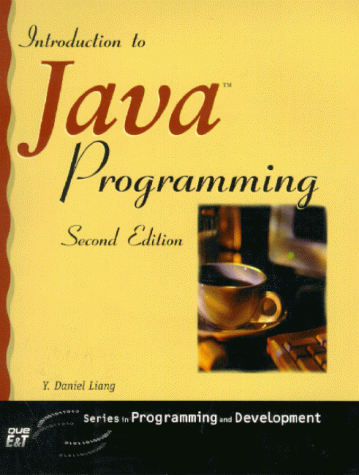 Introduction to
Java™
Programming
Second Edition
Y. Daniel Liang
QUE
E&T
Series in Programming and Development